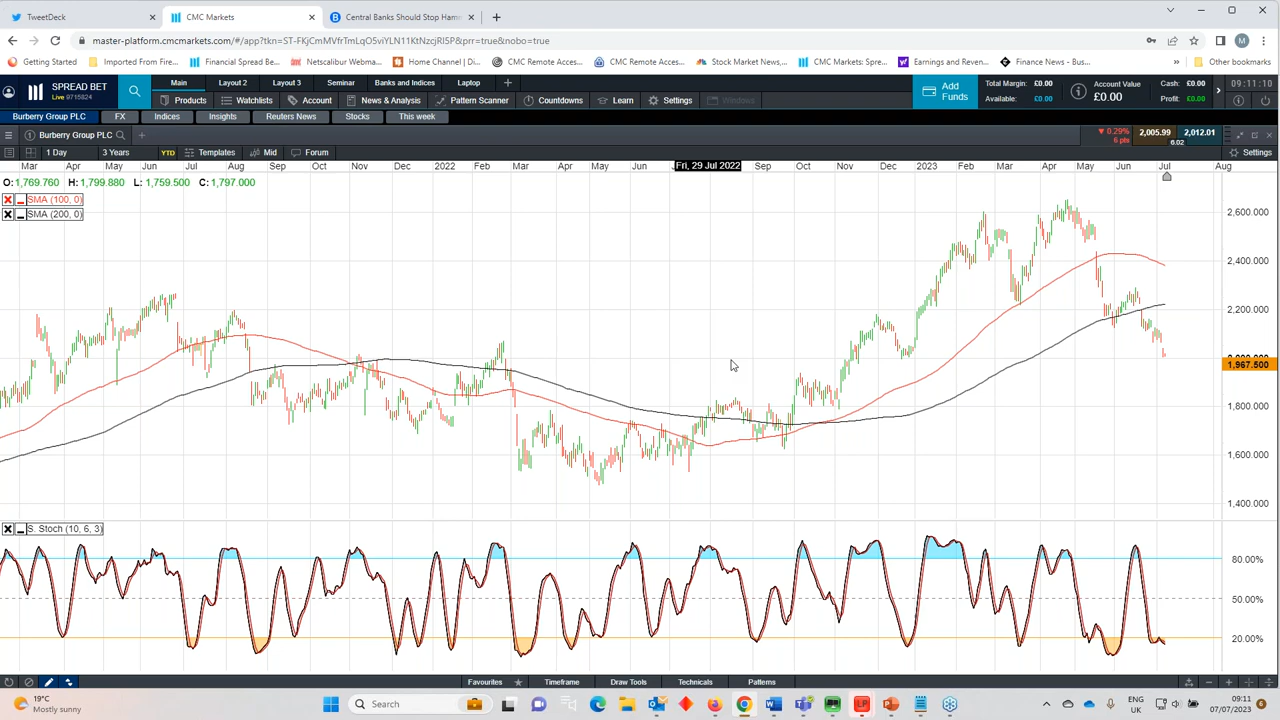 TweetDeck
CMC Markets
Central Banks Should Stop Ham
master-platform.cmcmarkets.com/#/app?tkn=ST-FKjCmMVfrTmLqO5viYLN11KtNzcjRI5P&prr=true&nobo=true
Getting Started
Imported From Fire...
Financial Spread Be...
Netscalibur Webma...
Home Channel | Di...
CMC Remote Acces...
CMC Remote Acces...
Stock Market News,...
CMC Markets: Spre...
Earnings and Reven...
Finance News - Bus...
»
Other bookmarks
SPREAD BET
Live 9715824
Main
Layout 2
Layout 3
Seminar
Banks and Indices
Laptop
Products
Watchlists
Account
News & Analysis
Pattern Scanner
Countdowns
Learn
Settings
Windows
Add Funds
Total Margin: £0.00
Available: £0.00
Account Value
£0.00
Cash: £0.00
Profit: £0.00
09:11:10
Burberry Group PLC
FX
Indices
Insights
Reuters News
Stocks
This week
1
Burberry Group PLC
0.29%
6 pts
2,005.99
6.02
2,012.01
1 Day
3 Years
YTD
Templates
Mid
Forum
Settings
Mar Apr May Jun Jul Aug Sep Oct Nov Dec 2022 Feb Mar Apr May Jun Fri, 29 Jul 2022 Sep Oct Nov Dec 2023 Feb Mar Apr May Jun Jul Aug
O:1,769.760 H:1,799.880 L:1,759.500 C:1,797.000
SMA (100, 0)
SMA (200, 0)
2,600.000
2,400.000
2,200.000
1,967.500
1,800.000
1,600.000
1,400.000
S. Stoch (10, 6, 3)
80.00%
50.00%
20.00%
Favourites
Timeframe
Draw Tools
Technicals
Patterns
19°C
Mostly sunny
Search
ENG
UK
09:11
07/07/2023